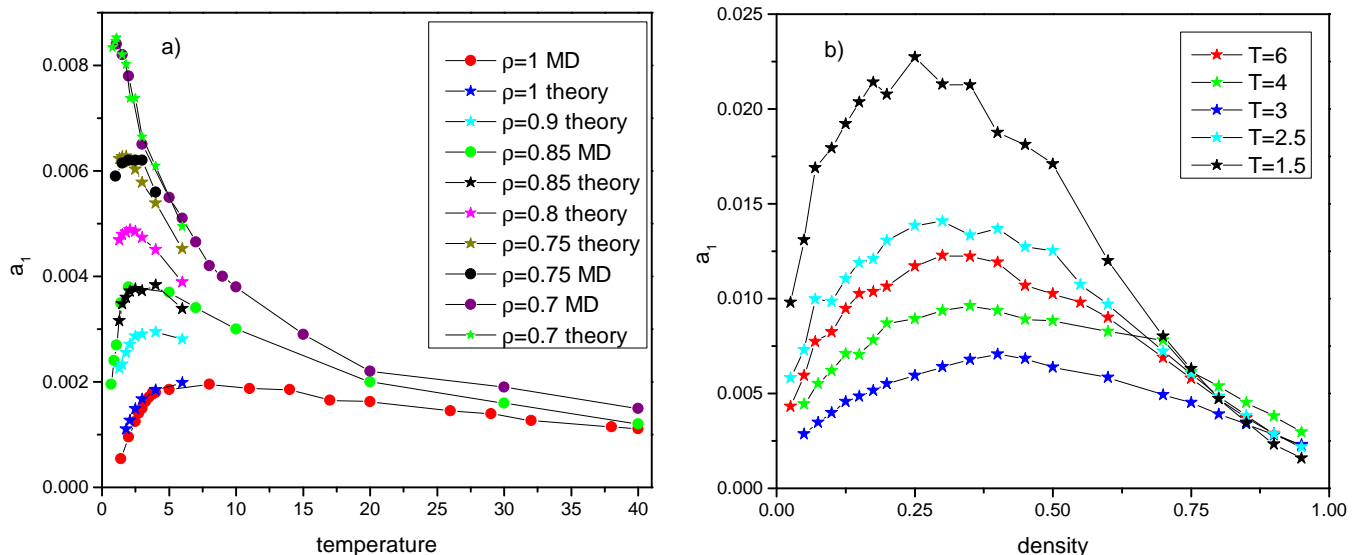 a)
ρ=1 MD
ρ=1 theory
ρ=0.9 theory
ρ=0.85 MD
ρ=0.85 theory
ρ=0.8 theory
ρ=0.75 theory
ρ=0.75 MD
ρ=0.7 MD
ρ=0.7 theory
0.008
0.006
0.004
0.002
0.000
a₁
0 5 10 15 20 25 30 35 40
temperature
b)
T=6
T=4
T=3
T=2.5
T=1.5
0.025
0.020
0.015
0.010
0.005
0.000
a₁
0.00 0.25 0.50 0.75 1.00
density